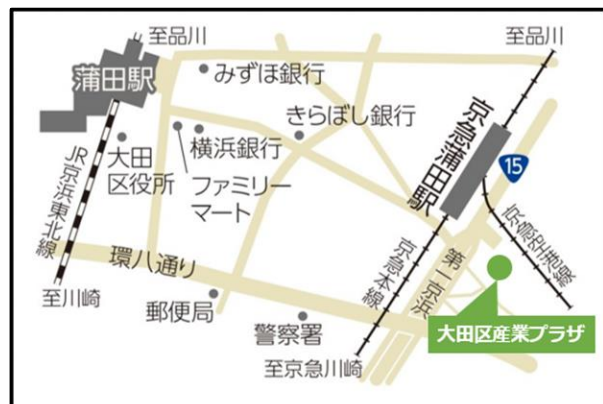 至品川
至品川
蒲田駅
みずほ銀行
きらぼし銀行
大田
区役所
横浜銀行
ファミリー
マート
京急蒲田駅
15
JR京浜東北線
京急空港線
環八通り
京急本線
第一京浜
至川崎
郵便局
警察署
大田区産業プラザ
至京急川崎